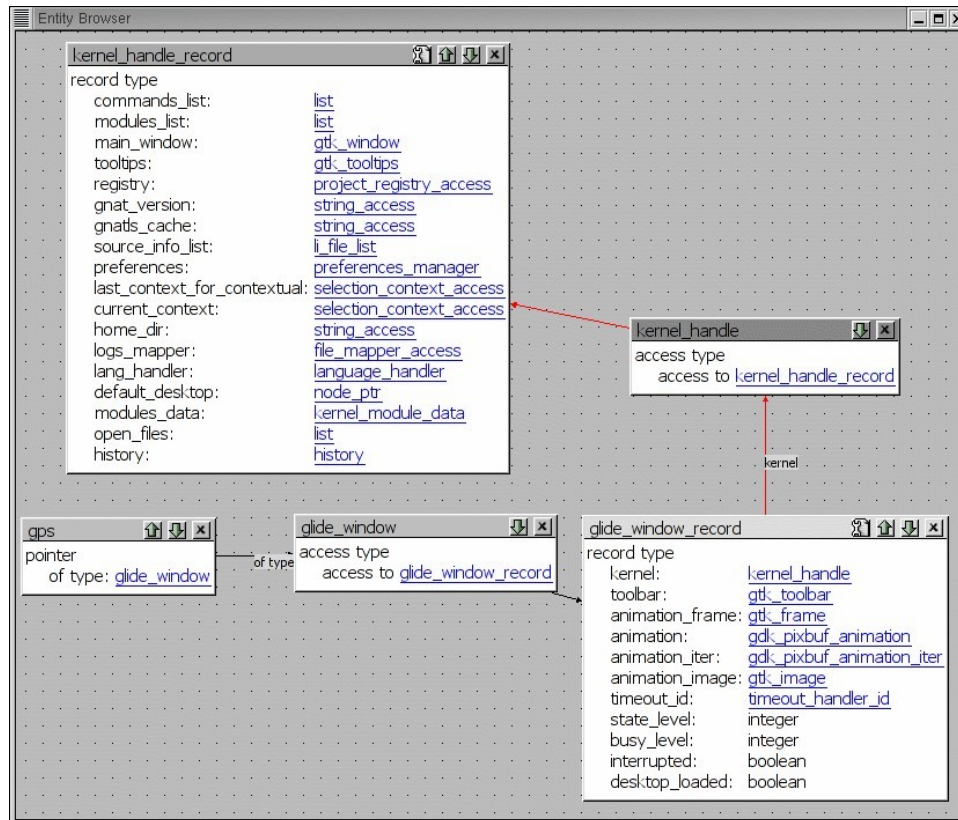 Entity Browser
kernel_handle_record
record type
commands_list: list
modules_list: list
main_window: gtk_window
tooltips: gtk_tooltips
registry: project_registry_access
gnat_version: string_access
gnatls_cache: string_access
source_info_list: li_file_list
preferences: preferences_manager
last_context_for_contextual: selection_context_access
current_context: selection_context_access
home_dir: string_access
logs_mapper: file_mapper_access
lang_handler: language_handler
default_desktop: node_ptr
modules_data: kernel_module_data
open_files: list
history: history
kernel_handle
access type
access to kernel_handle_record
kernel
gps
pointer
of type: glide_window
of type
glide_window
access type
access to glide_window_record
glide_window_record
record type
kernel: kernel_handle
toolbar: gtk_toolbar
animation_frame: gtk_frame
animation: gdk_pixbuf_animation
animation_iter: gdk_pixbuf_animation_iter
animation_image: gtk_image
timeout_id: timeout_handler_id
state_level: integer
busy_level: integer
interrupted: boolean
desktop_loaded: boolean